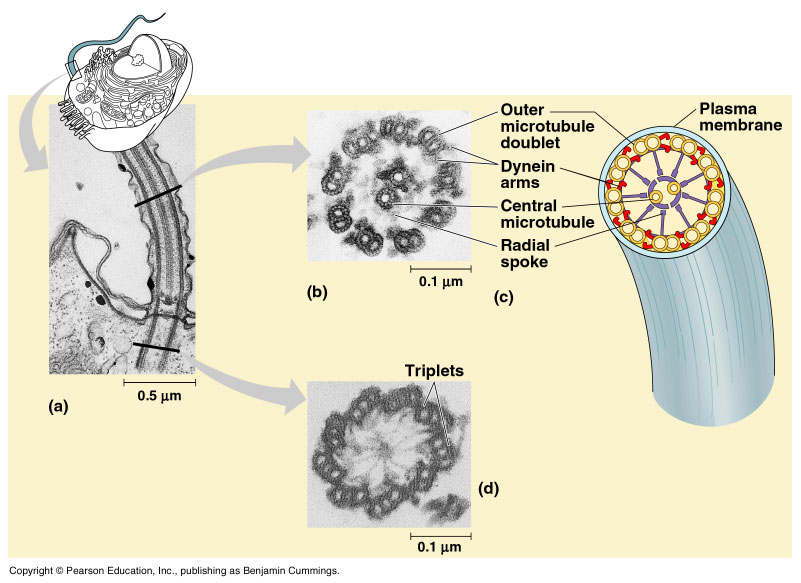 Outer
microtubule
doublet
Plasma
membrane
Dynein
arms
Central
microtubule
Radial
spoke
0.1 µm
(b)
(c)
0.5 µm
(a)
Triplets
(d)
0.1 µm
Copyright © Pearson Education, Inc., publishing as Benjamin Cummings.